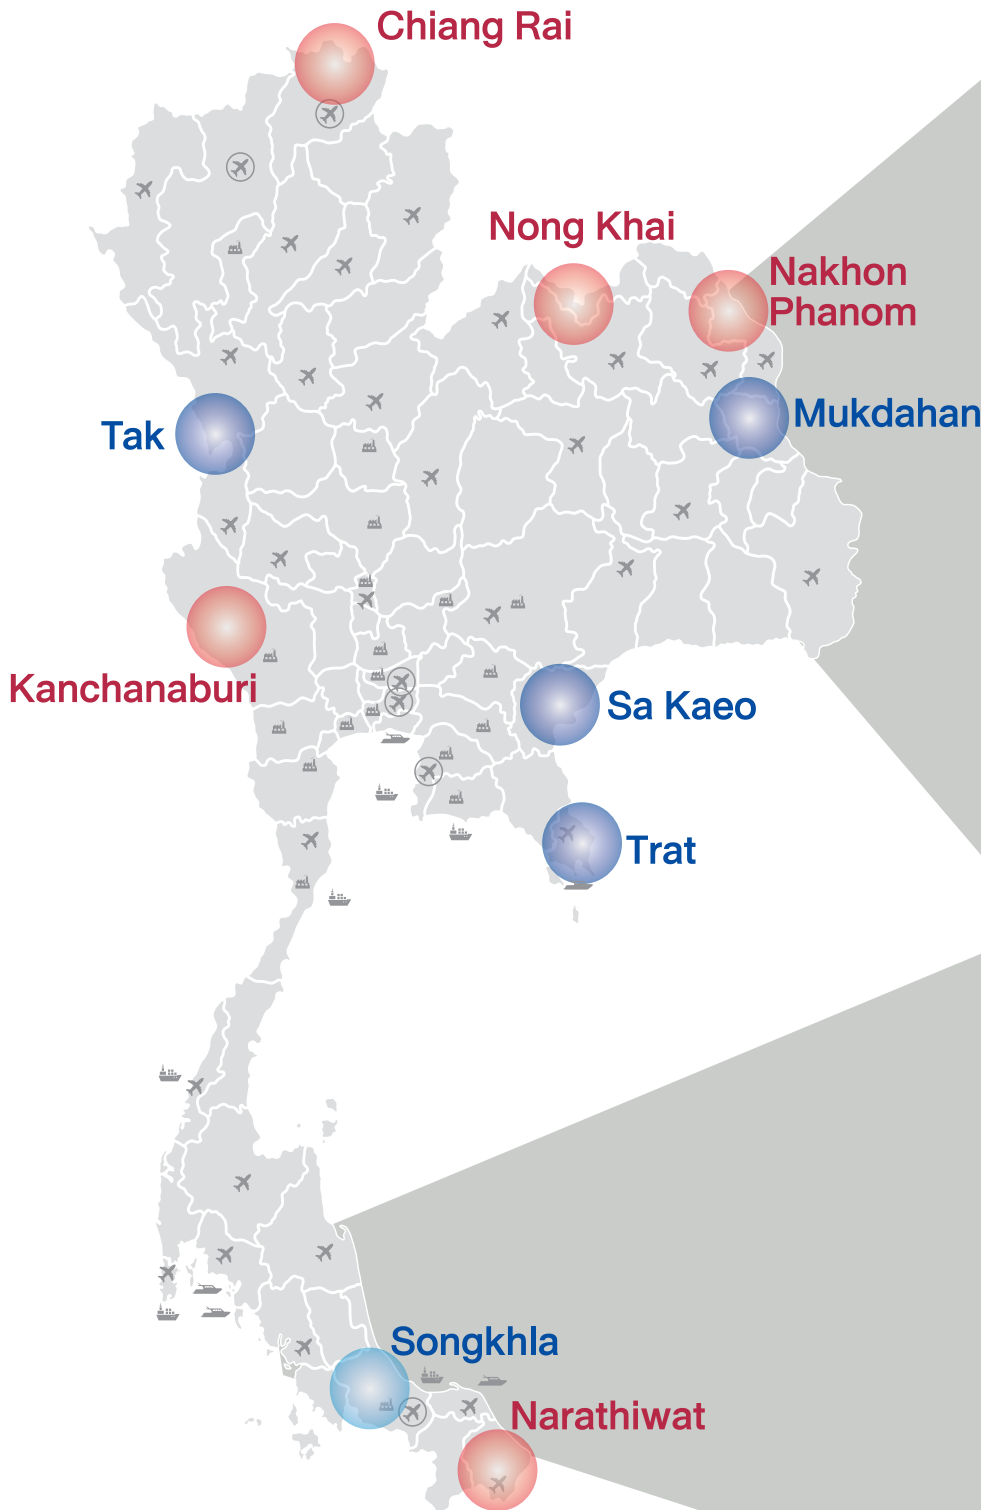 Chiang Rai
Nong Khai
Nakhon
Phanom
Mukdahan
Tak
Kanchanaburi
Sa Kaeo
Trat
Songkhla
Narathiwat